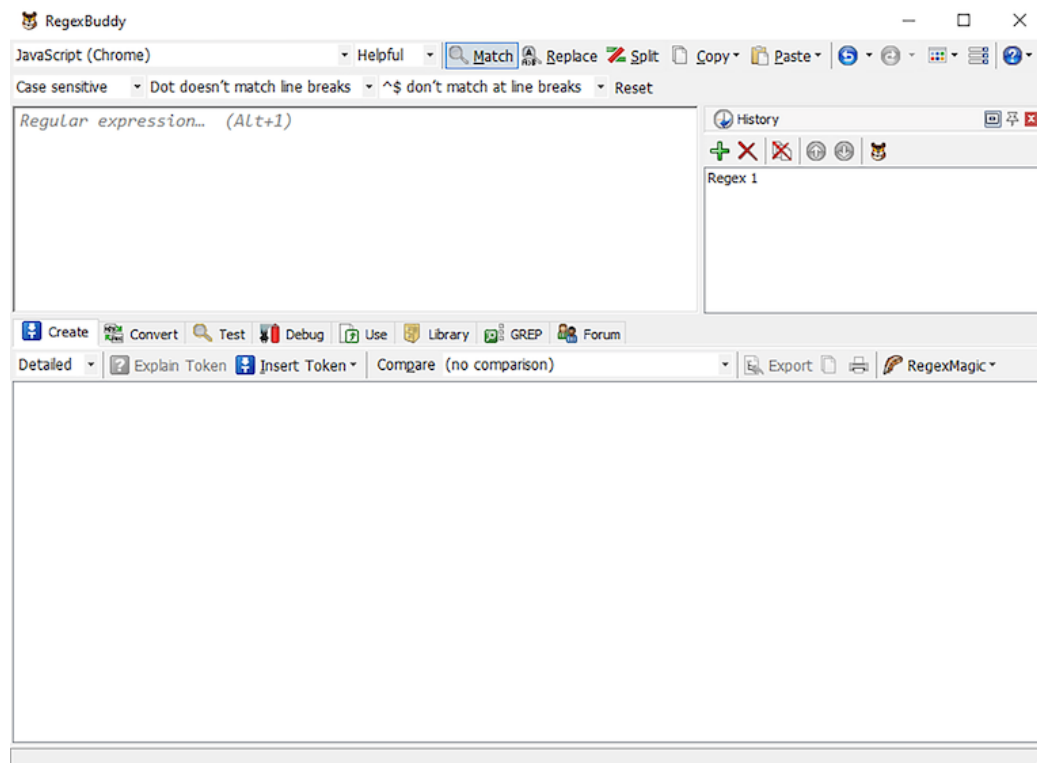 RegexBuddy
JavaScript (Chrome) Helpful Match Replace Split Copy Paste
Case sensitive Dot doesn't match line breaks ^$ don't match at line breaks Reset
Regular expression… (Alt+1)
History
Regex 1
Create Convert Test Debug Use Library GREP Forum
Detailed Explain Token Insert Token Compare (no comparison) Export RegexMagic